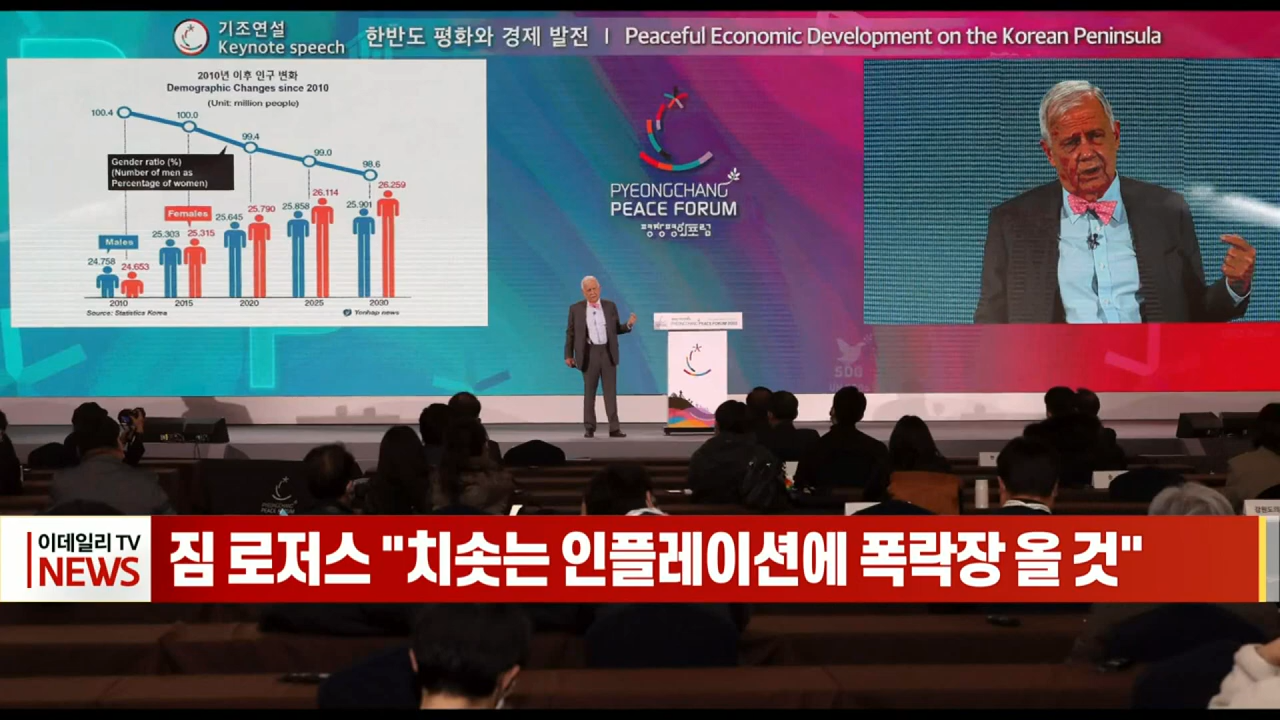 기조연설
Keynote speech
한반도 평화와 경제 발전 | Peaceful Economic Development on the Korean Peninsula
2010년 이후 인구 변화
Demographic Changes since 2010
(Unit: million people)
100.4
100.0
99.4
99.0
98.6
Gender ratio (%)
(Number of men as
Percentage of women)
Males
Females
24.758
24.653
25.303
25.315
25.645
25.790
25.858
26.114
25.901
26.259
2010
2015
2020
2025
2030
Source: Statistics Korea
Yonhap news
PYEONGCHANG
PEACE FORUM
평창평화포럼
PYEONGCHANG PEACE FORUM
SDG
PEACE FORUM
이데일리 TV
NEWS
짐 로저스 "치솟는 인플레이션에 폭락장 올 것"